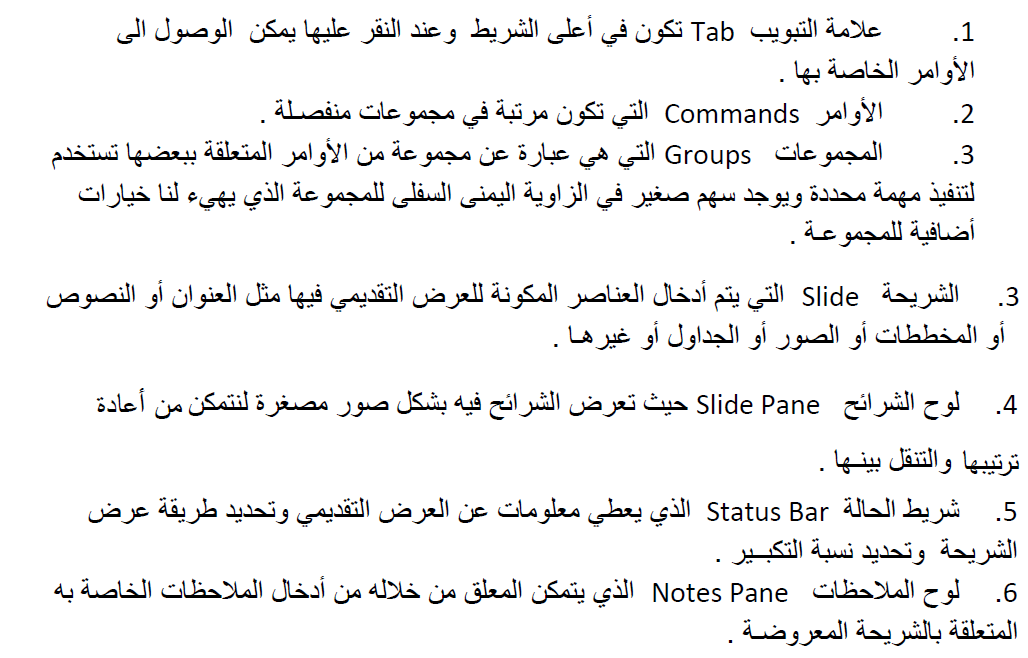 1. علامة التبويب Tab تكون في أعلى الشريط وعند النقر عليها يمكن الوصول الى
الأوامر الخاصة بها .
2. الأوامر Commands التي تكون مرتبة في مجموعات منفصلة .
3. المجموعات Groups التي هي عبارة عن مجموعة من الأوامر المتعلقة ببعضها تستخدم
لتنفيذ مهمة محددة ويوجد سهم صغير في الزاوية اليمنى السفلى للمجموعة الذي يهيء لنا خيارات
أضافية للمجموعـة .
3. الشريحة Slide التي يتم أدخال العناصر المكونة للعرض التقديمي فيها مثل العنوان أو النصوص
أو المخططات أو الصور أو الجداول أو غيرهـا .
4. لوح الشرائح Slide Pane حيث تعرض الشرائح فيه بشكل صور مصغرة لنتمكن من أعادة
ترتيبها والتنقل بينـها .
5. شريط الحالة Status Bar الذي يعطي معلومات عن العرض التقديمي وتحديد طريقة عرض
الشريحة وتحديد نسبة التكبـير .
6. لوح الملاحظات Notes Pane الذي يتمكن المعلق من خلاله من أدخال الملاحظات الخاصة به
المتعلقة بالشريحة المعروضـة .